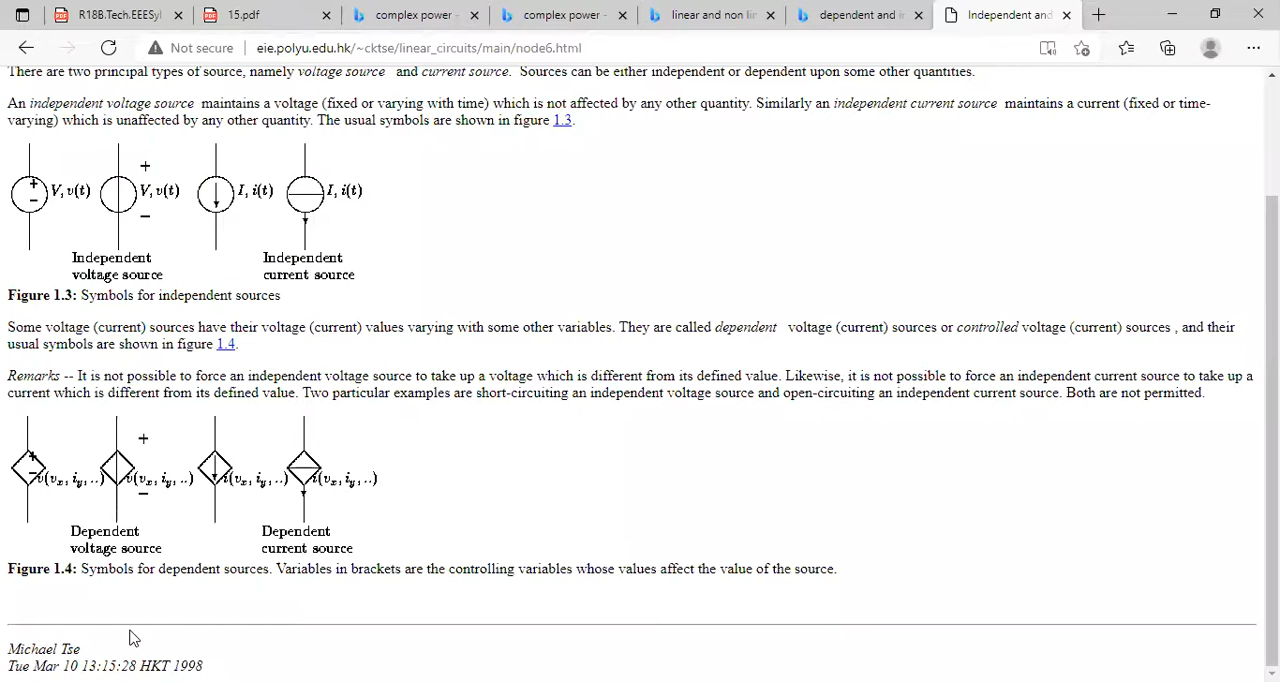 R18B.Tech.EEESyl
15.pdf
complex power -
complex power -
linear and non lin
dependent and in
Independent and
Not secure
eie.polyu.edu.hk/~cktse/linear_circuits/main/node6.html
There are two principal types of source, namely voltage source and current source. Sources can be either independent or dependent upon some other quantities.
An independent voltage source maintains a voltage (fixed or varying with time) which is not affected by any other quantity. Similarly an independent current source maintains a current (fixed or time-
varying) which is unaffected by any other quantity. The usual symbols are shown in figure 1.3.
+
+ − V, v(t) V, v(t) I, i(t) I, i(t)
−
Independent Independent
voltage source current source
Figure 1.3: Symbols for independent sources
Some voltage (current) sources have their voltage (current) values varying with some other variables. They are called dependent voltage (current) sources or controlled voltage (current) sources , and their
usual symbols are shown in figure 1.4.
Remarks -- It is not possible to force an independent voltage source to take up a voltage which is different from its defined value. Likewise, it is not possible to force an independent current source to take up a
current which is different from its defined value. Two particular examples are short-circuiting an independent voltage source and open-circuiting an independent current source. Both are not permitted.
+
+ − v(vx, iy, ..) v(vx, iy, ..) i(vx, iy, ..) i(vx, iy, ..)
−
Dependent Dependent
voltage source current source
Figure 1.4: Symbols for dependent sources. Variables in brackets are the controlling variables whose values affect the value of the source.
Michael Tse
Tue Mar 10 13:15:28 HKT 1998